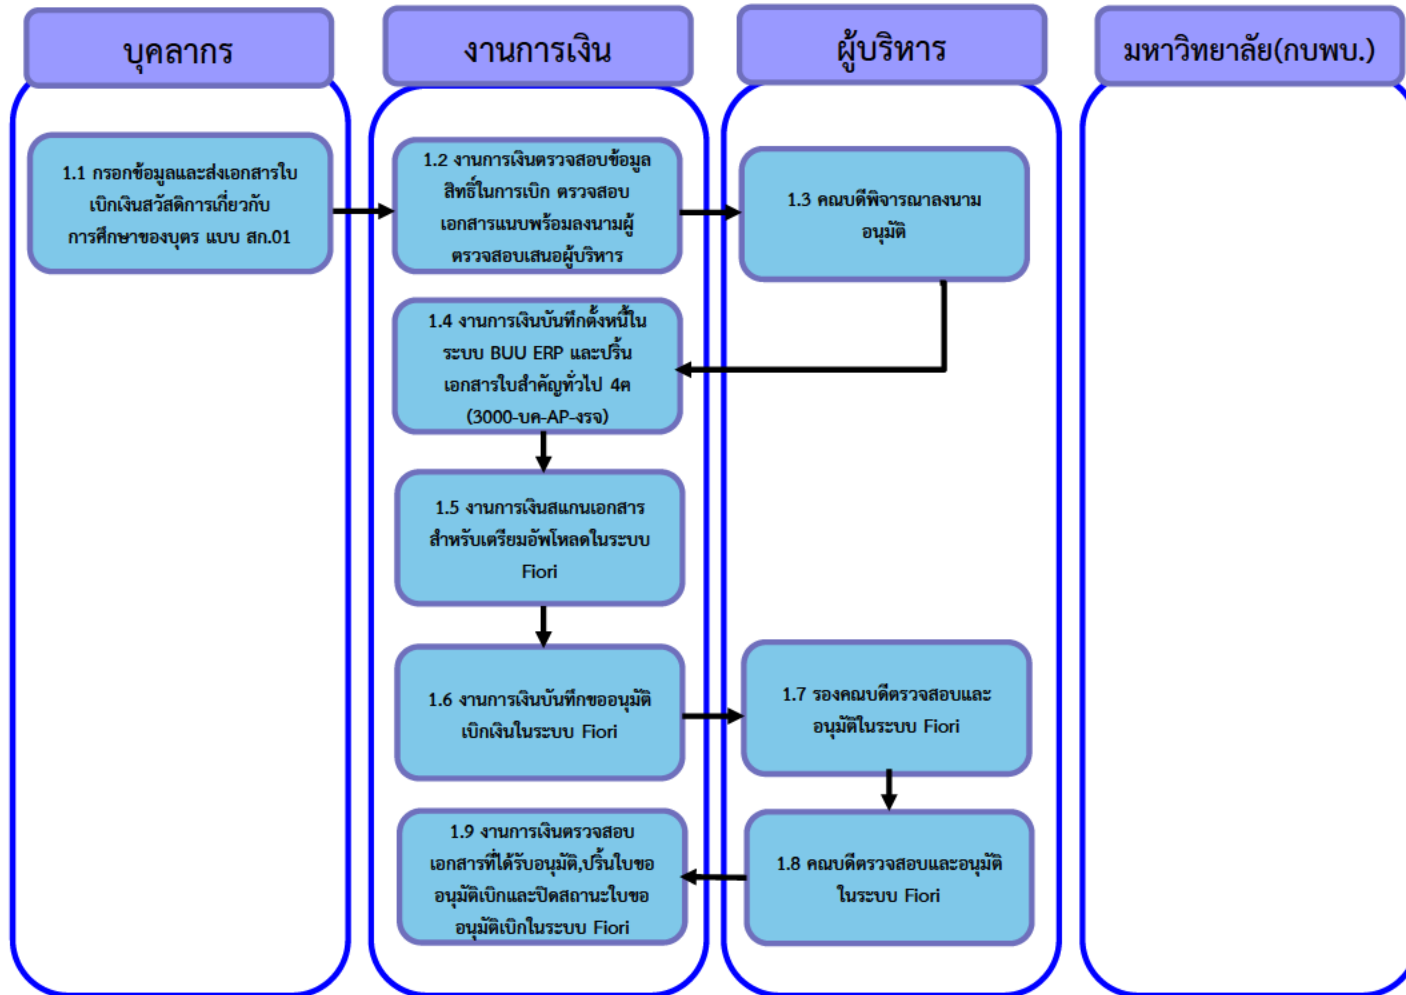 บุคลากร
งานการเงิน
ผู้บริหาร
มหาวิทยาลัย(กบพบ.)
1.1 กรอกข้อมูลและส่งเอกสารใบ
เบิกเงินสวัสดิการเกี่ยวกับ
การศึกษาของบุตร แบบ สก.01
1.2 งานการเงินตรวจสอบข้อมูล
สิทธิ์ในการเบิก ตรวจสอบ
เอกสารแนบพร้อมลงนามผู้
ตรวจสอบเสนอผู้บริหาร
1.3 คณบดีพิจารณาลงนาม
อนุมัติ
1.4 งานการเงินบันทึกตั้งหนี้ใน
ระบบ BUU ERP และปริ้น
เอกสารใบสำคัญทั่วไป 4ฅ
(3000-บค-AP-งรจ)
1.5 งานการเงินสแกนเอกสาร
สำหรับเตรียมอัพโหลดในระบบ
Fiori
1.6 งานการเงินบันทึกขออนุมัติ
เบิกเงินในระบบ Fiori
1.7 รองคณบดีตรวจสอบและ
อนุมัติในระบบ Fiori
1.8 คณบดีตรวจสอบและอนุมัติ
ในระบบ Fiori
1.9 งานการเงินตรวจสอบ
เอกสารที่ได้รับอนุมัติ,ปริ้นใบขอ
อนุมัติเบิกและปิดสถานะใบขอ
อนุมัติเบิกในระบบ Fiori